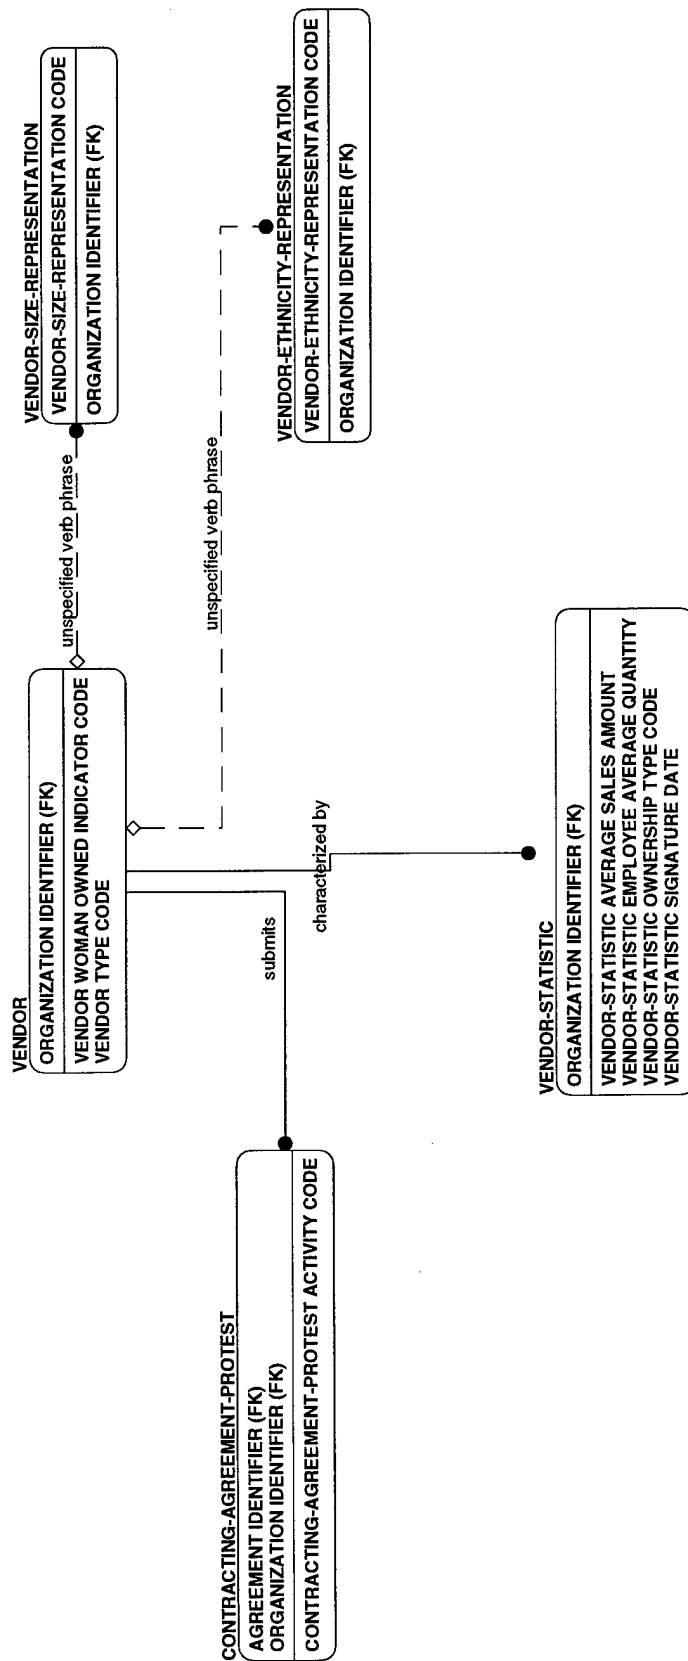 VENDOR
ORGANIZATION IDENTIFIER (FK)
VENDOR WOMAN OWNED INDICATOR CODE
VENDOR TYPE CODE
unspecified verb phrase
VENDOR-SIZE-REPRESENTATION
VENDOR-SIZE-REPRESENTATION CODE
ORGANIZATION IDENTIFIER (FK)
unspecified verb phrase
VENDOR-ETHNICITY-REPRESENTATION
VENDOR-ETHNICITY-REPRESENTATION CODE
ORGANIZATION IDENTIFIER (FK)
submits
characterized by
CONTRACTING-AGREEMENT-PROTEST
AGREEMENT IDENTIFIER (FK)
ORGANIZATION IDENTIFIER (FK)
CONTRACTING-AGREEMENT-PROTEST ACTIVITY CODE
VENDOR-STATISTIC
ORGANIZATION IDENTIFIER (FK)
VENDOR-STATISTIC AVERAGE SALES AMOUNT
VENDOR-STATISTIC EMPLOYEE AVERAGE QUANTITY
VENDOR-STATISTIC OWNERSHIP TYPE CODE
VENDOR-STATISTIC SIGNATURE DATE